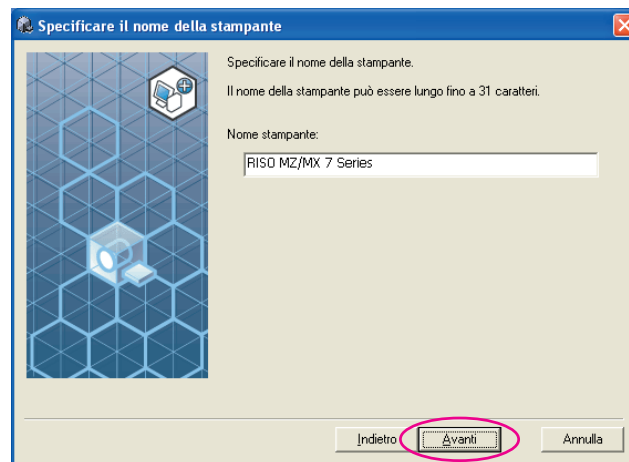 Specificare il nome della stampante
Specificare il nome della stampante.
Il nome della stampante può essere lungo fino a 31 caratteri.
Nome stampante:
RISO MZ/MX 7 Series
Indietro
Avanti
Annulla